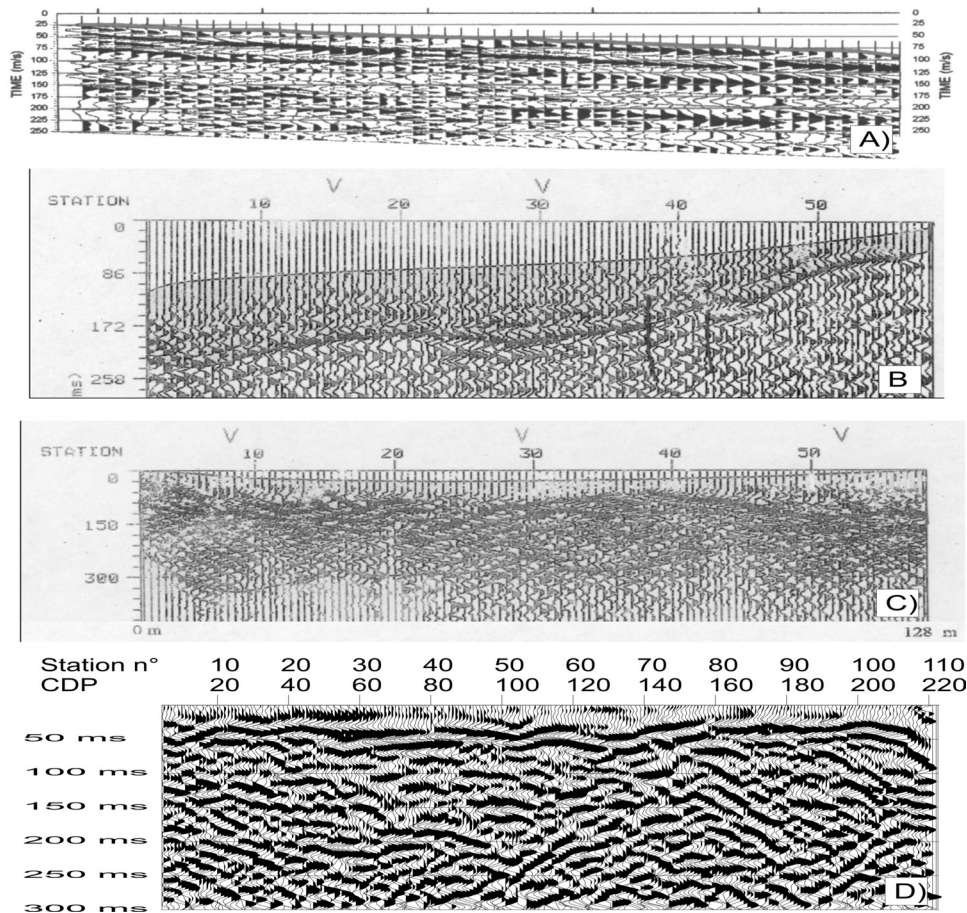 0 0
25 25
50 50
75 75
100 100
125 125
150 150
175 175
200 200
225 225
250 250
TIME (m/s) TIME (m/s)
A)
V V
STATION 10 20 30 40 50
0
86
172
258
B
V V V
STATION 10 20 30 40 50
0
150
300
C)
0 m 128 m
Station n° 10 20 30 40 50 60 70 80 90 100 110
CDP 20 40 60 80 100 120 140 160 180 200 220
50 ms
100 ms
150 ms
200 ms
250 ms
300 ms
D)